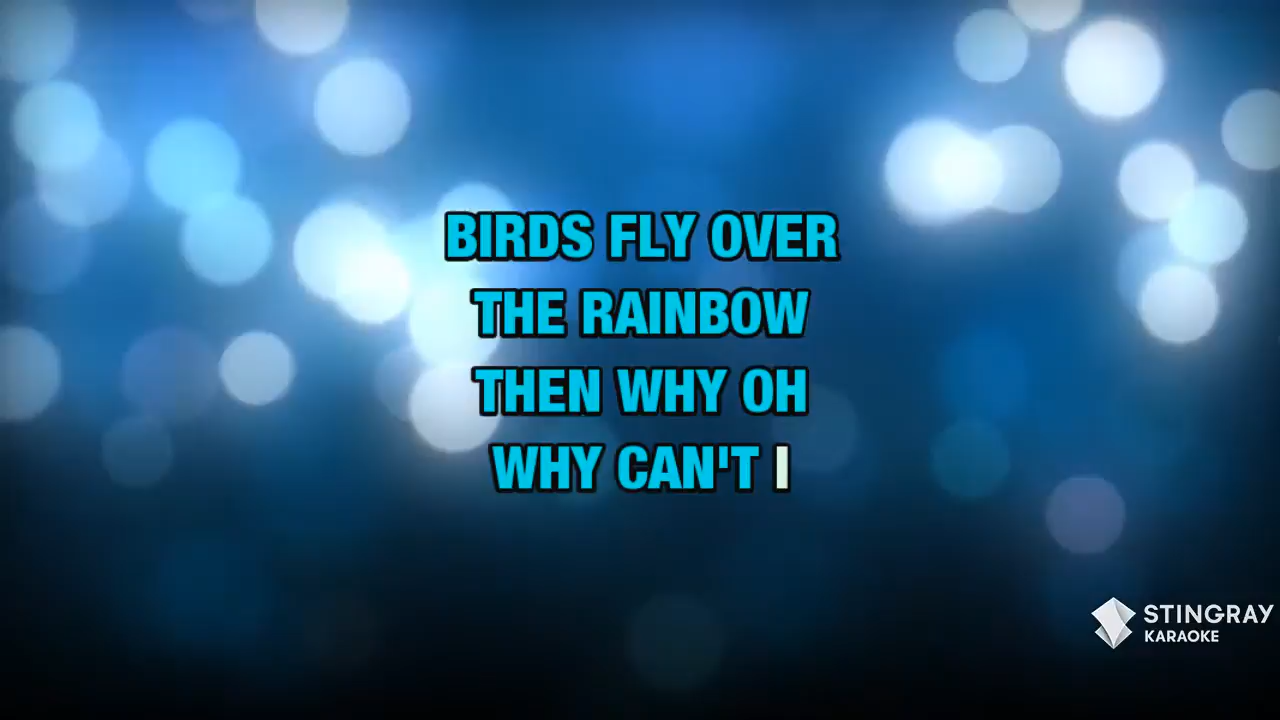 BIRDS FLY OVER
THE RAINBOW
THEN WHY OH
WHY CAN'T I
STINGRAY
KARAOKE